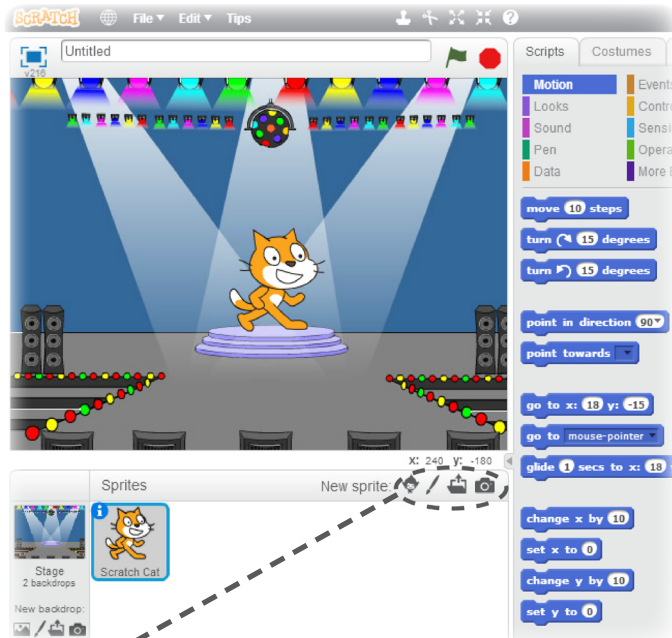 SCRATCH File Edit Tips
v216 Untitled
Scripts Costumes
Motion Events
Looks
Sound
Pen
Data More
move 10 steps
turn 15 degrees
turn 15 degrees
point in direction 90
point towards
go to x: 18 y: -15
go to mouse-pointer
glide 1 secs to x: 18
change x by 10
set x to 0
change y by 10
set y to 0
X: 240 y: -180
Sprites New sprite:
Stage
2 backdrops
New backdrop:
Scratch Cat